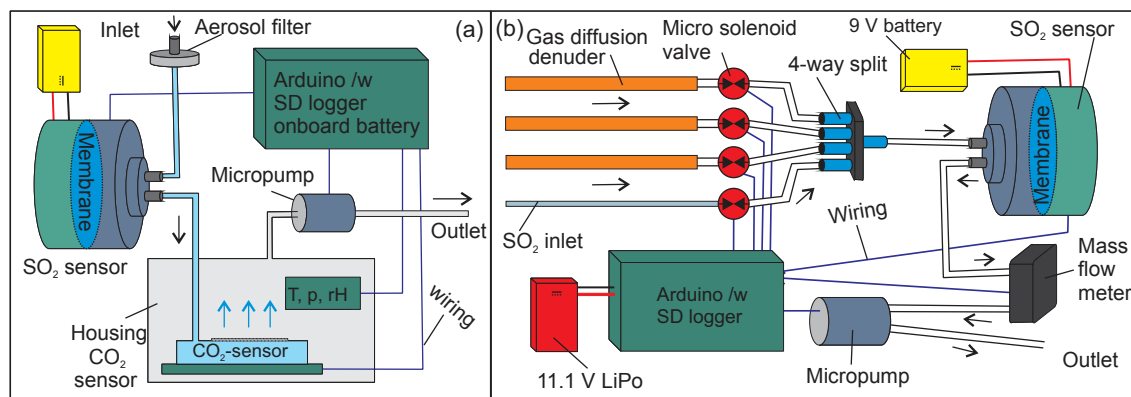 (a)
Inlet
Aerosol filter
Arduino /w
SD logger
onboard battery
Membrane
Micropump
Outlet
SO₂ sensor
T, p, rH
wiring
Housing
CO₂
sensor
CO₂-sensor
(b)
Gas diffusion
denuder
Micro solenoid
valve
4-way split
9 V battery
SO₂ sensor
Membrane
SO₂ inlet
Wiring
Mass
flow
meter
Arduino /w
SD logger
11.1 V LiPo
Micropump
Outlet